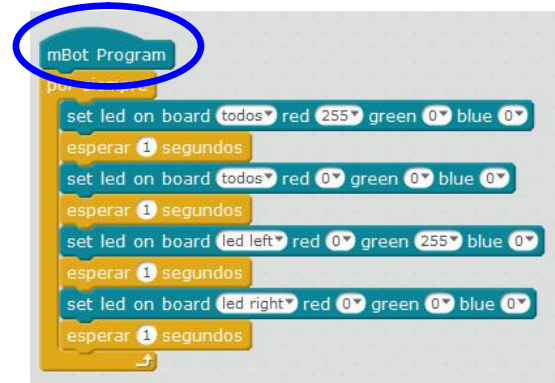 mBot Program
por siempre
set led on board todos red 255 green 0 blue 0
esperar 1 segundos
set led on board todos red 0 green 0 blue 0
esperar 1 segundos
set led on board led left red 0 green 255 blue 0
esperar 1 segundos
set led on board led right red 0 green 0 blue 0
esperar 1 segundos